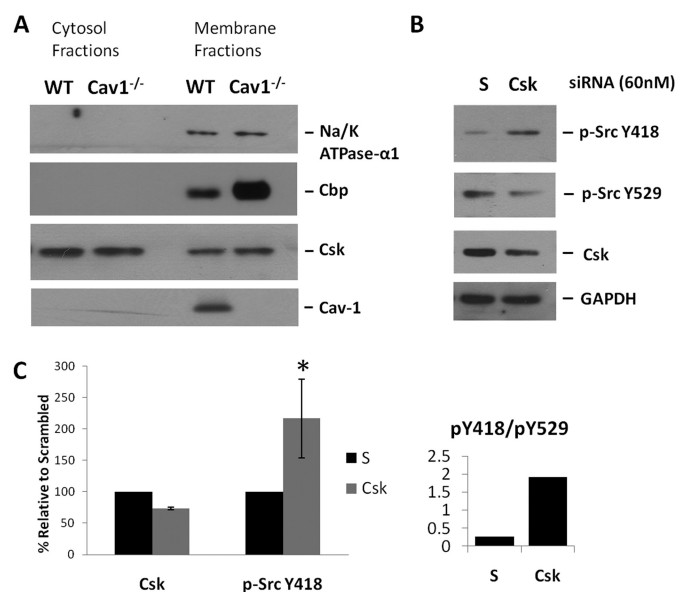 A
Cytosol Fractions
Membrane Fractions
WT Cav1-/- WT Cav1-/-
– Na/K
ATPase-α1
– Cbp
– Csk
– Cav-1
B
S Csk siRNA (60nM)
– p-Src Y418
– p-Src Y529
– Csk
– GAPDH
C
% Relative to Scrambled
300
250
200
150
100
50
0
*
S
Csk
Csk p-Src Y418
pY418/pY529
2.5
2
1.5
1
0.5
0
S Csk